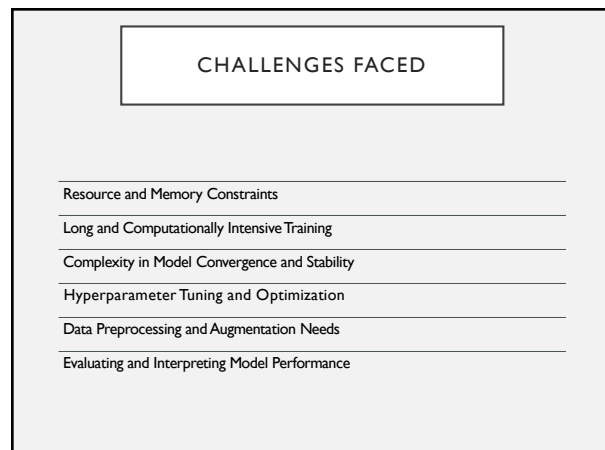 CHALLENGES FACED
Resource and Memory Constraints
Long and Computationally Intensive Training
Complexity in Model Convergence and Stability
Hyperparameter Tuning and Optimization
Data Preprocessing and Augmentation Needs
Evaluating and Interpreting Model Performance